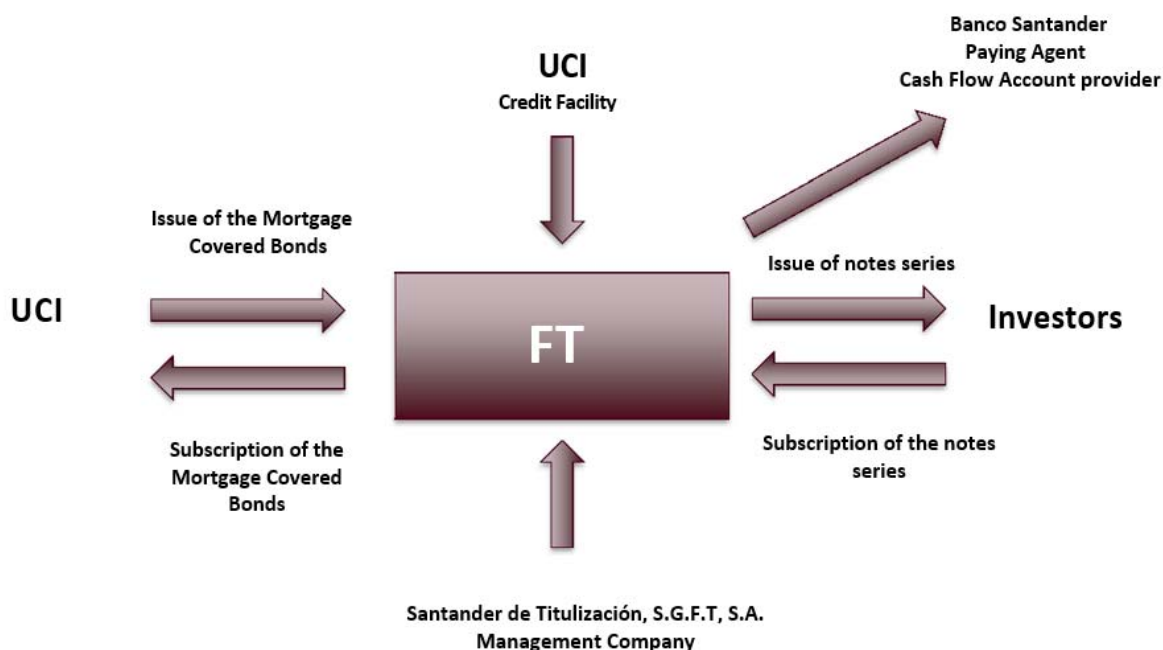 Banco Santander
Paying Agent
Cash Flow Account provider
UCI
Credit Facility
Issue of the Mortgage
Covered Bonds
Issue of notes series
UCI
FT
Investors
Subscription of the
Mortgage Covered
Bonds
Subscription of the notes
series
Santander de Titulización, S.G.F.T, S.A.
Management Company